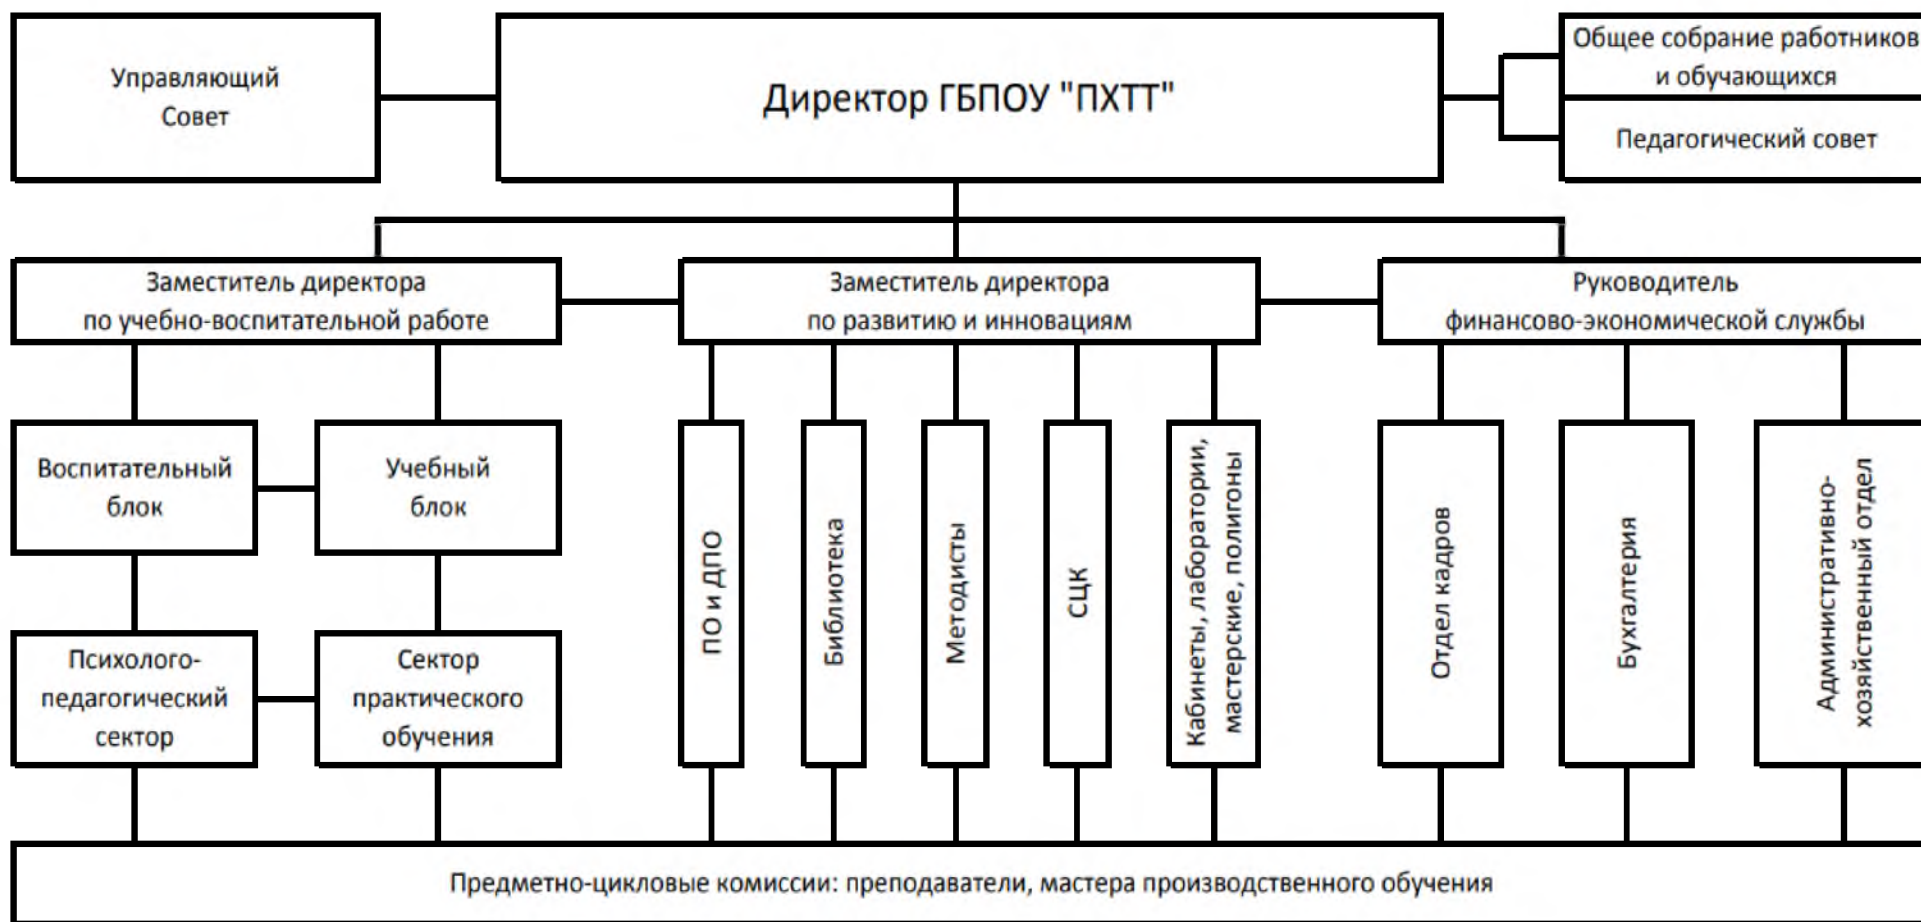 Управляющий
Совет
Директор ГБПОУ "ПХТТ"
Общее собрание работников
и обучающихся
Педагогический совет
Заместитель директора
по учебно-воспитательной работе
Заместитель директора
по развитию и инновациям
Руководитель
финансово-экономической службы
Воспитательный
блок
Учебный
блок
Психолого-
педагогический
сектор
Сектор
практического
обучения
ПО и ДПО
Библиотека
Методисты
СЦК
Кабинеты, лаборатории,
мастерские, полигоны
Отдел кадров
Бухгалтерия
Административно-
хозяйственный отдел
Предметно-цикловые комиссии: преподаватели, мастера производственного обучения